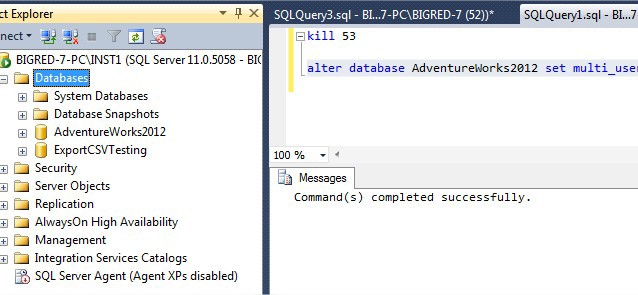 ct Explorer
nect
BIGRED-7-PC\INST1 (SQL Server 11.0.5058 - BIG
Databases
System Databases
Database Snapshots
AdventureWorks2012
ExportCSVTesting
Security
Server Objects
Replication
AlwaysOn High Availability
Management
Integration Services Catalogs
SQL Server Agent (Agent XPs disabled)
SQLQuery3.sql - BI...7-PC\BIGRED-7 (52))*
SQLQuery1.sql - BI...7-P
kill 53
alter database AdventureWorks2012 set multi_user
100 %
Messages
Command(s) completed successfully.